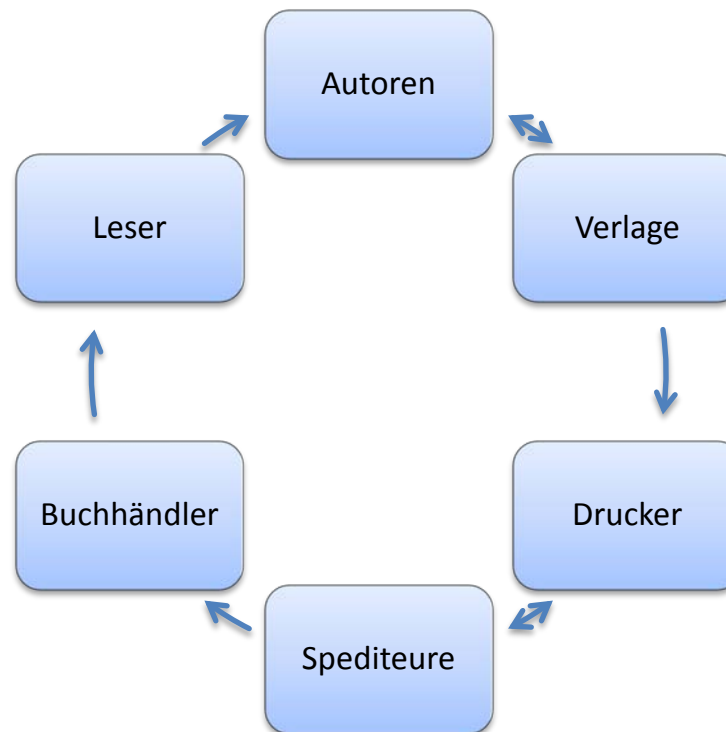 Autoren
Verlage
Drucker
Spediteure
Buchhändler
Leser